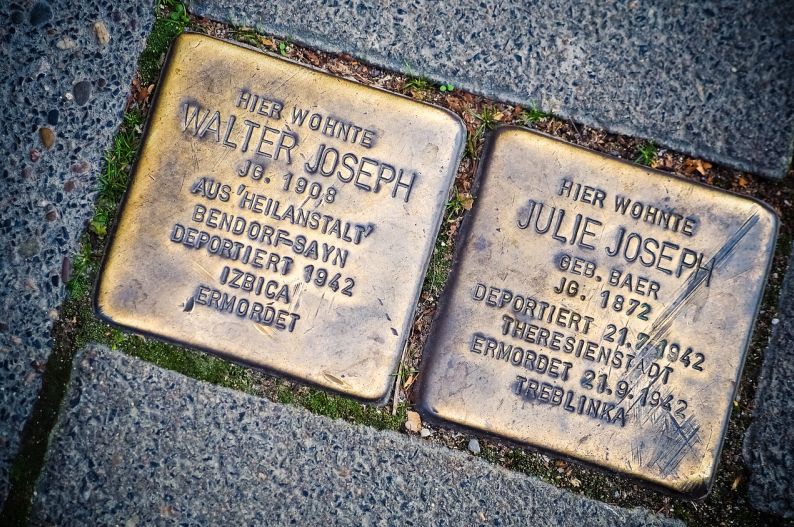 HIER WOHNTE
WALTER JOSEPH
JG. 1908
AUS 'HEILANSTALT'
BENDORF-SAYN
DEPORTIERT 1942
IZBICA
ERMORDET
HIER WOHNTE
JULIE JOSEPH
GEB. BAER
JG. 1872
DEPORTIERT 21.7.1942
THERESIENSTADT
ERMORDET 21.9.1942
TREBLINKA